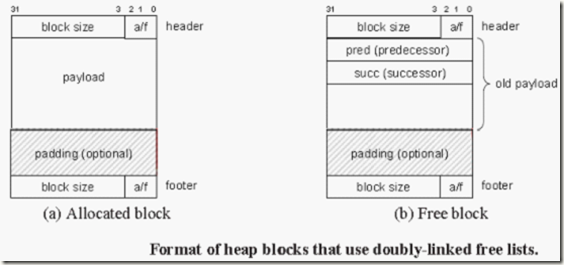 31 3 2 1 0
block size a/f header
payload
padding (optional)
block size a/f footer
(a) Allocated block
31 3 2 1 0
block size a/f header
pred (predecessor)
succ (successor)
old payload
padding (optional)
block size a/f footer
(b) Free block
Format of heap blocks that use doubly-linked free lists.